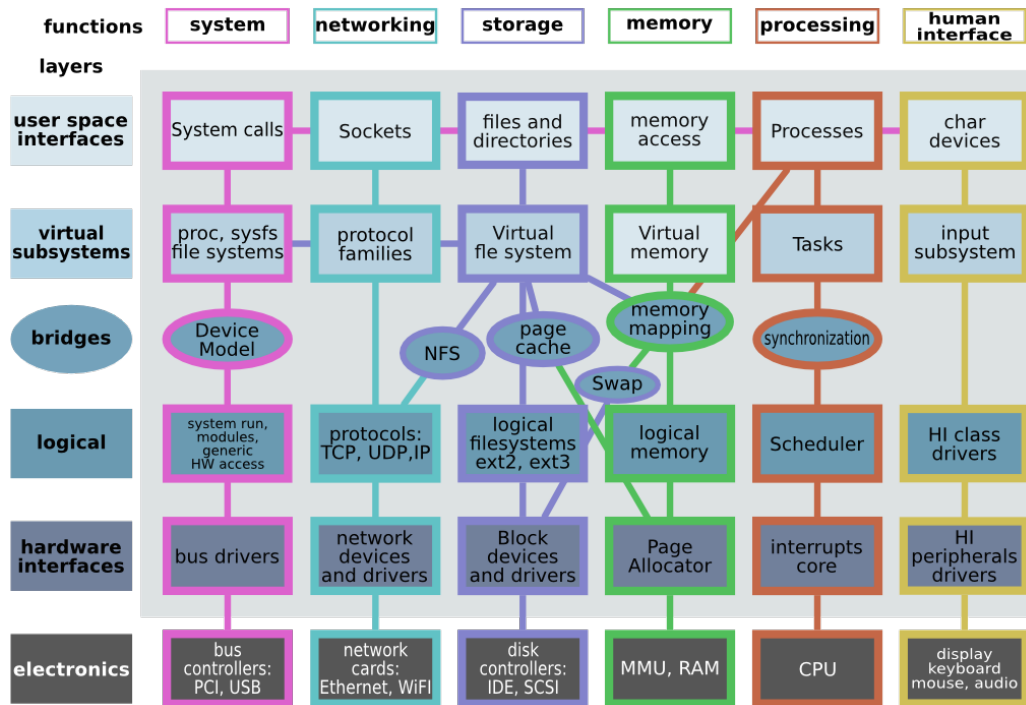 functions
system
networking
storage
memory
processing
human
interface
layers
user space
interfaces
System calls
Sockets
files and
directories
memory
access
Processes
char
devices
virtual
subsystems
proc, sysfs
file systems
protocol
families
Virtual
fle system
Virtual
memory
Tasks
input
subsystem
bridges
Device
Model
NFS
page
cache
memory
mapping
Swap
synchronization
logical
system run,
modules,
generic
HW access
protocols:
TCP, UDP,IP
logical
filesystems
ext2, ext3
logical
memory
Scheduler
HI class
drivers
hardware
interfaces
bus drivers
network
devices
and drivers
Block
devices
and drivers
Page
Allocator
interrupts
core
HI
peripherals
drivers
electronics
bus
controllers:
PCI, USB
network
cards:
Ethernet, WiFI
disk
controllers:
IDE, SCSI
MMU, RAM
CPU
display
keyboard
mouse, audio